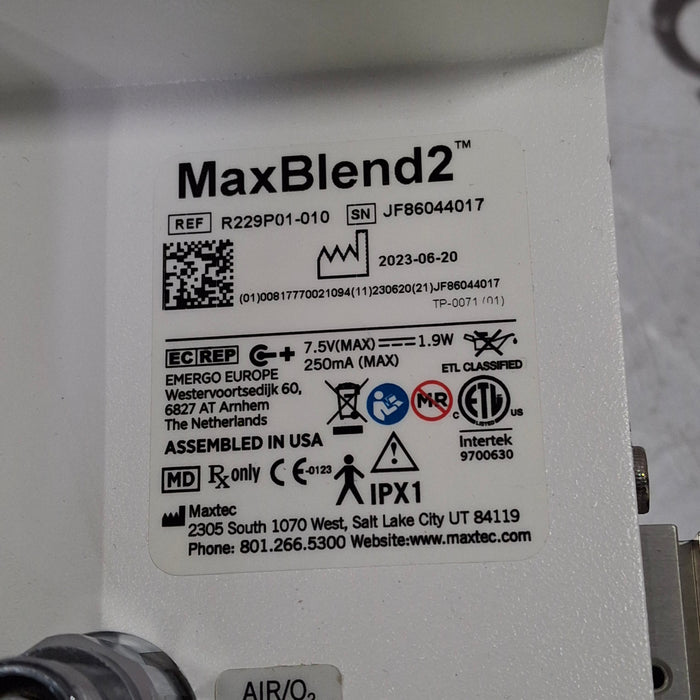 MaxBlend2™
REF R229P01-010 SN JF86044017
2023-06-20
(01)00817770021094(11)230620(21)JF86044017
TP-0071 (01)
EC REP 7.5V(MAX) 1.9W
250mA (MAX)
ETL CLASSIFIED
EMERGO EUROPE
Westervoortsedijk 60,
6827 AT Arnhem
The Netherlands
MR
C ETL US
LISTED
Intertek
9700630
ASSEMBLED IN USA
MD Rx only CE-0123
IPX1
Maxtec
2305 South 1070 West, Salt Lake City UT 84119
Phone: 801.266.5300 Website:www.maxtec.com
AIR/O₂